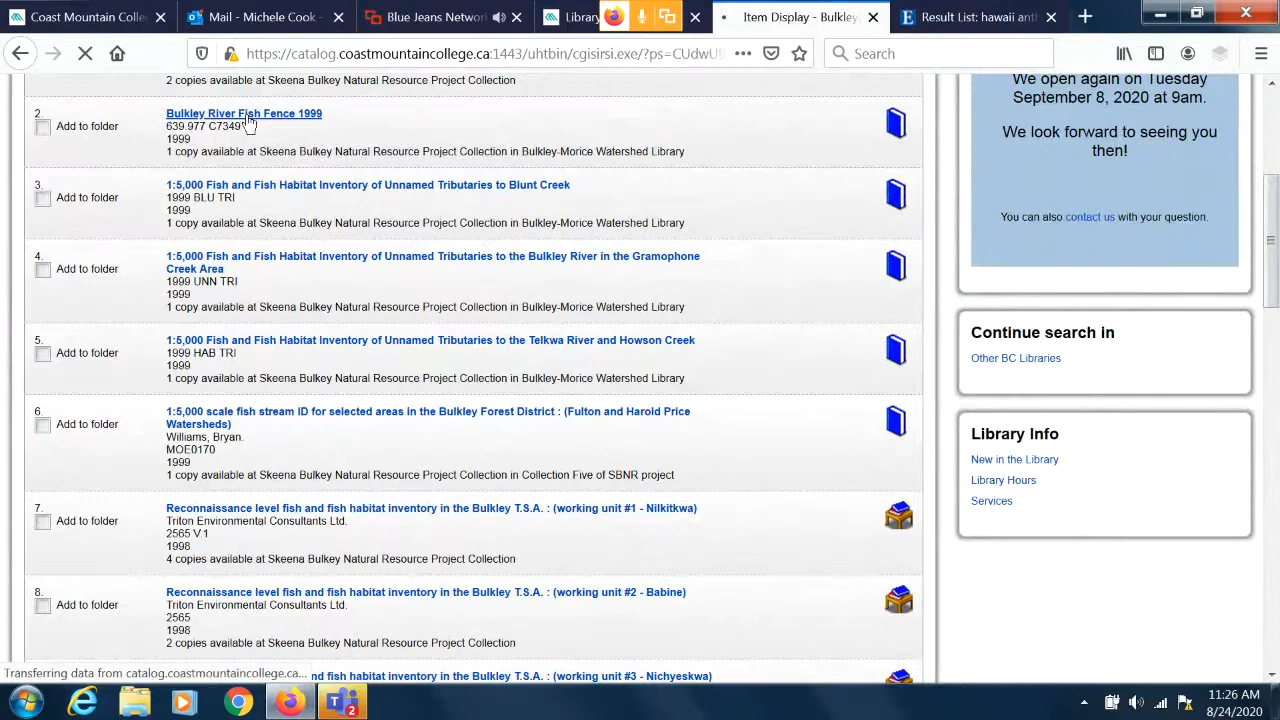 Coast Mountain College
Mail - Michele Cook -
Blue Jeans Network
Library
Item Display - Bulkley
Result List: hawaii ant
https://catalog.coastmountaincollege.ca:1443/uhtbin/cgisirsi.exe/?ps=CUdwU
Search
2 copies available at Skeena Bulkey Natural Resource Project Collection
2.
Add to folder
Bulkley River Fish Fence 1999
639.977 C7349
1999
1 copy available at Skeena Bulkey Natural Resource Project Collection in Bulkley-Morice Watershed Library
3.
Add to folder
1:5,000 Fish and Fish Habitat Inventory of Unnamed Tributaries to Blunt Creek
1999 BLU TRI
1999
1 copy available at Skeena Bulkey Natural Resource Project Collection in Bulkley-Morice Watershed Library
4.
Add to folder
1:5,000 Fish and Fish Habitat Inventory of Unnamed Tributaries to the Bulkley River in the Gramophone
Creek Area
1999 UNN TRI
1999
1 copy available at Skeena Bulkey Natural Resource Project Collection in Bulkley-Morice Watershed Library
5.
Add to folder
1:5,000 Fish and Fish Habitat Inventory of Unnamed Tributaries to the Telkwa River and Howson Creek
1999 HAB TRI
1999
1 copy available at Skeena Bulkey Natural Resource Project Collection in Bulkley-Morice Watershed Library
6.
Add to folder
1:5,000 scale fish stream ID for selected areas in the Bulkley Forest District : (Fulton and Harold Price
Watersheds)
Williams, Bryan.
MOE0170
1999
1 copy available at Skeena Bulkey Natural Resource Project Collection in Collection Five of SBNR project
7.
Add to folder
Reconnaissance level fish and fish habitat inventory in the Bulkley T.S.A. : (working unit #1 - Nilkitkwa)
Triton Environmental Consultants Ltd.
2565 V.1
1998
4 copies available at Skeena Bulkey Natural Resource Project Collection
8.
Add to folder
Reconnaissance level fish and fish habitat inventory in the Bulkley T.S.A. : (working unit #2 - Babine)
Triton Environmental Consultants Ltd.
2565
1998
2 copies available at Skeena Bulkey Natural Resource Project Collection
nd fish habitat inventory in the Bulkley T.S.A. : (working unit #3 - Nichyeskwa)
We open again on Tuesday
September 8, 2020 at 9am.
We look forward to seeing you
then!
You can also contact us with your question.
Continue search in
Other BC Libraries
Library Info
New in the Library
Library Hours
Services
Transferring data from catalog.coastmountaincollege.ca...
2
11:26 AM
8/24/2020